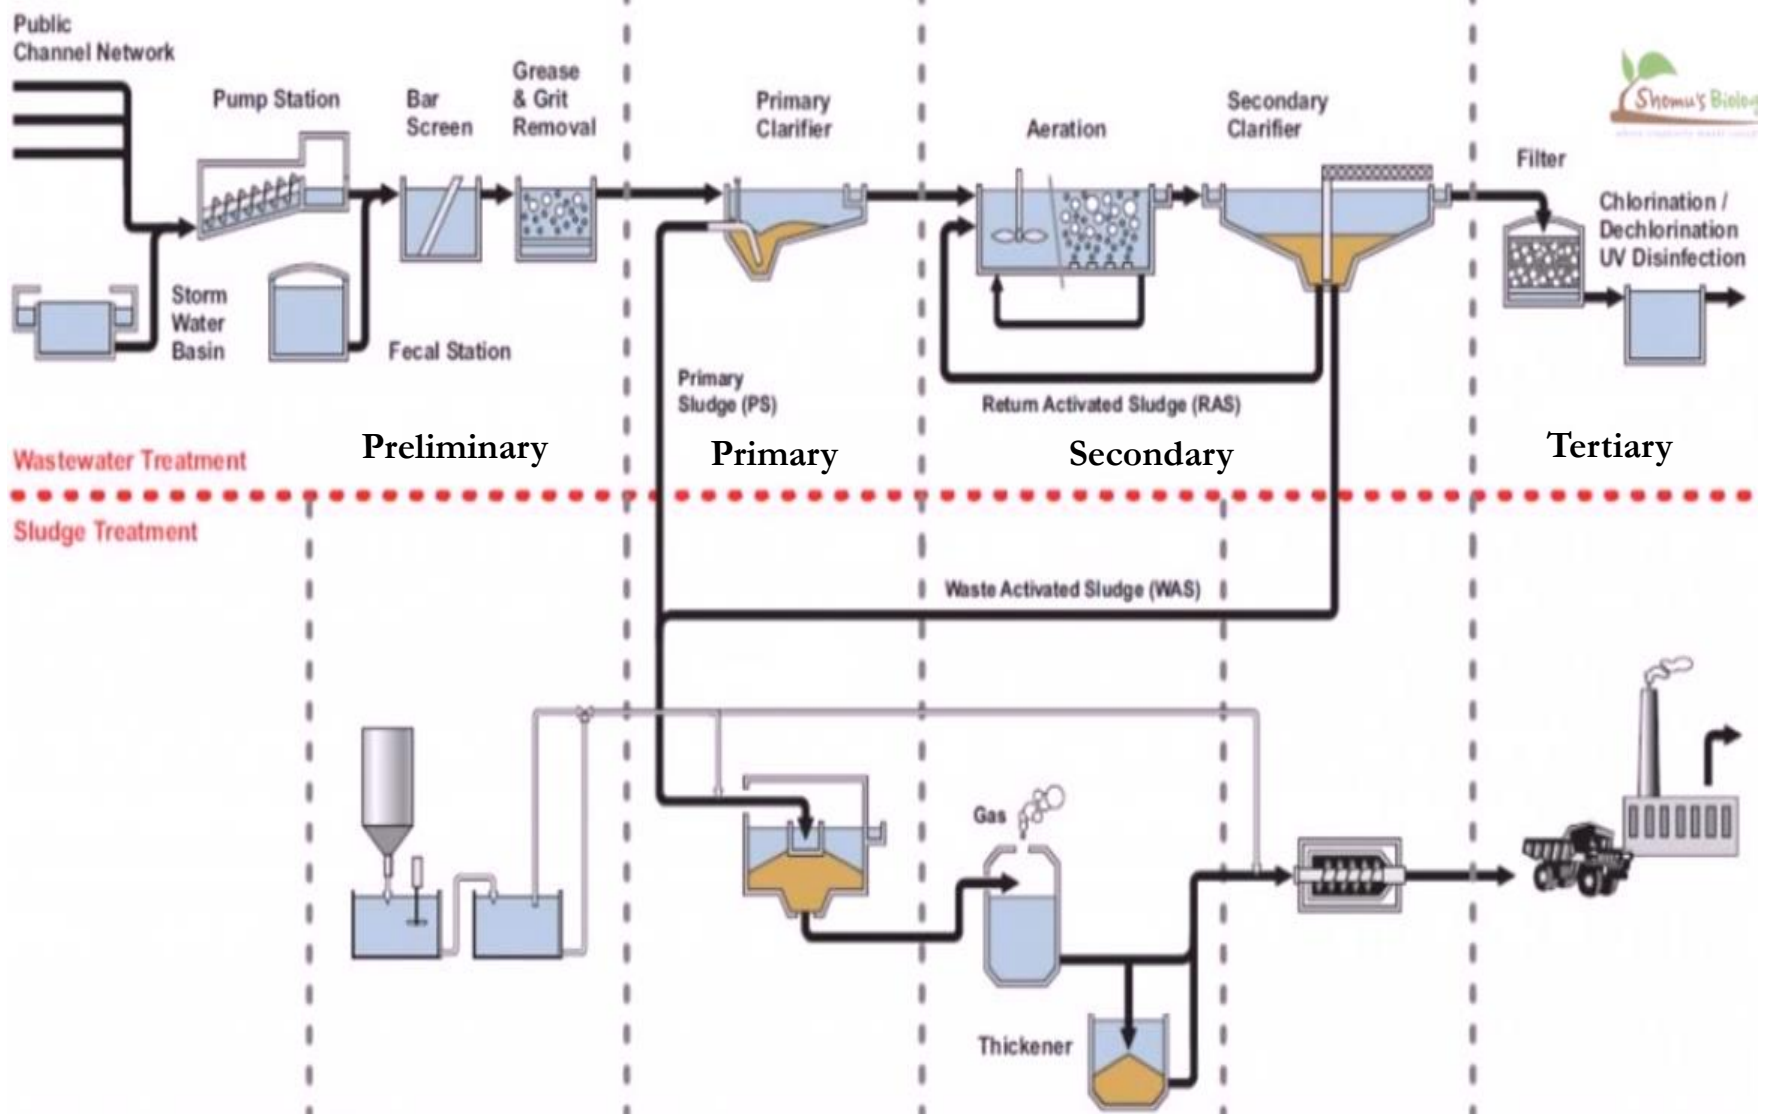 Public
Channel Network
Pump Station
Bar
Screen
Grease
& Grit
Removal
Primary
Clarifier
Aeration
Secondary
Clarifier
Shomu's Biolog
Filter
Chlorination /
Dechlorination
UV Disinfection
Storm
Water
Basin
Fecal Station
Primary
Sludge (PS)
Return Activated Sludge (RAS)
Preliminary
Primary
Secondary
Tertiary
Wastewater Treatment
Sludge Treatment
Waste Activated Sludge (WAS)
Gas
Thickener